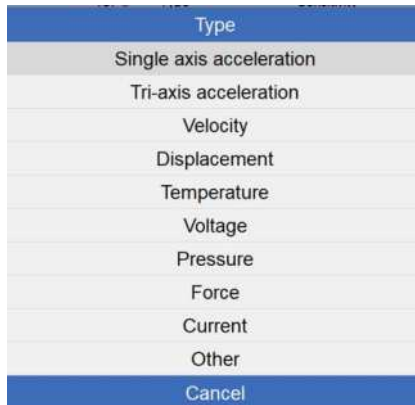 Type
Single axis acceleration
Tri-axis acceleration
Velocity
Displacement
Temperature
Voltage
Pressure
Force
Current
Other
Cancel